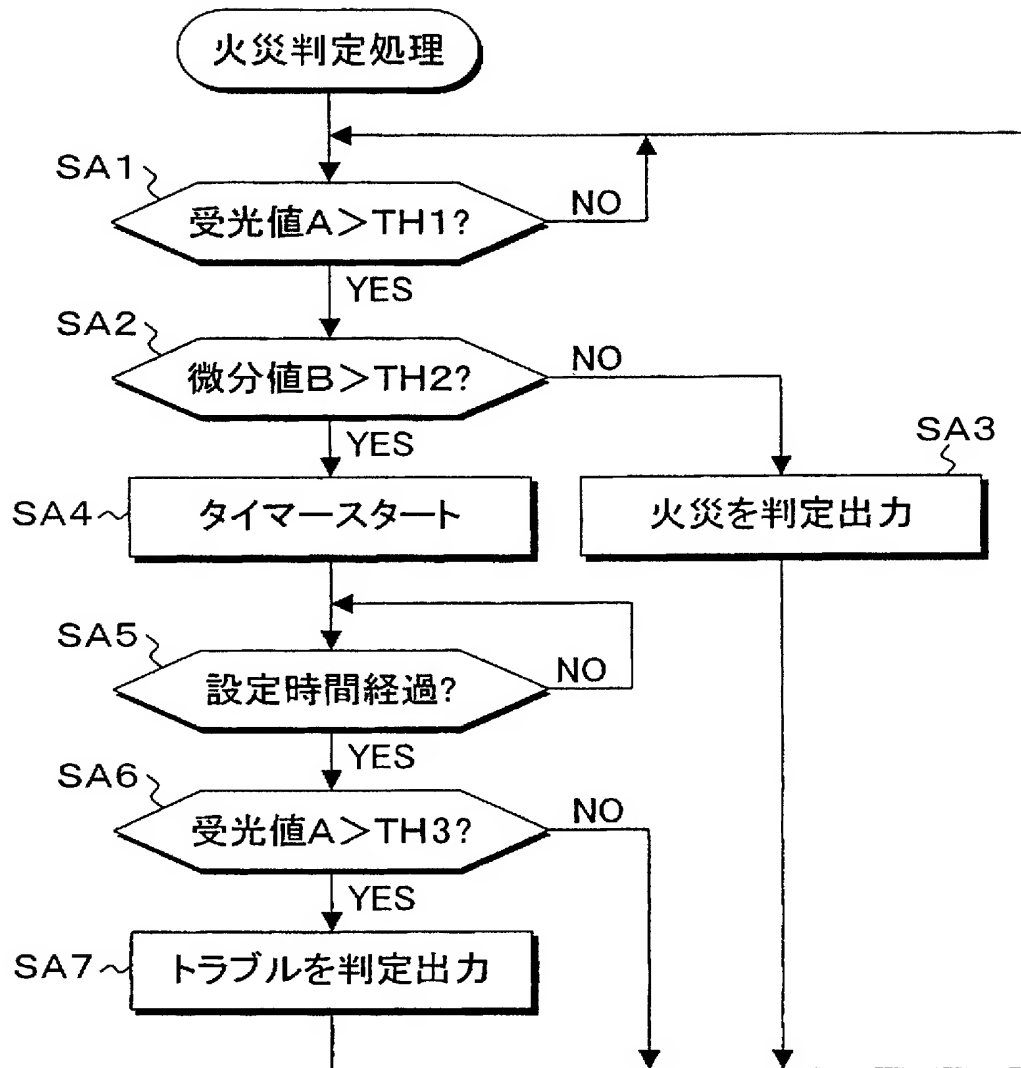 火災判定処理
SA1
受光値A>TH1?
NO
YES
SA2
微分値B>TH2?
NO
YES
SA3
火災を判定出力
SA4
タイマースタート
SA5
設定時間経過?
NO
YES
SA6
受光値A>TH3?
NO
YES
SA7
トラブルを判定出力